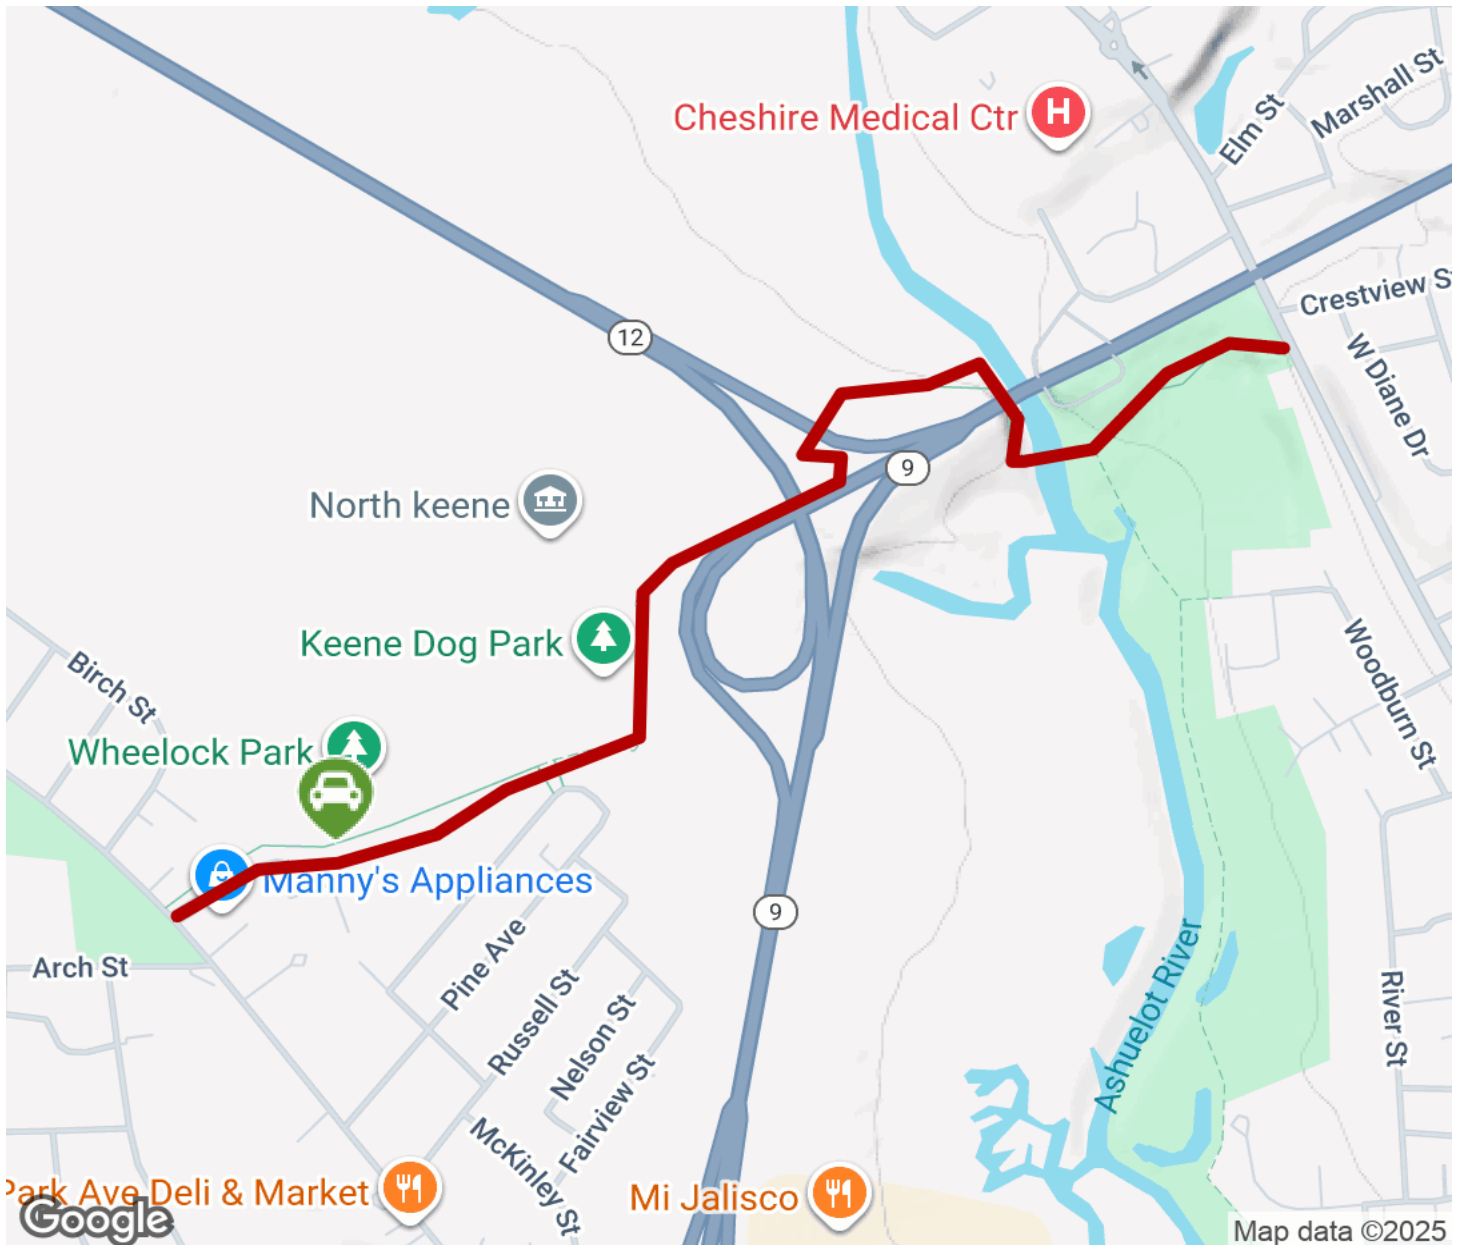 Cheshire Medical Ctr
H
Elm St
Marshall St
Crestview S
12
W Diane Dr
9
North keene
Keene Dog Park
Birch St
Wheelock Park
Woodburn St
Manny's Appliances
9
Arch St
Pine Ave
Russell St
Nelson St
Fairview St
McKinley St
Ashuelot River
River St
Park Ave Deli & Market
Mi Jalisco
Google
Map data ©2025